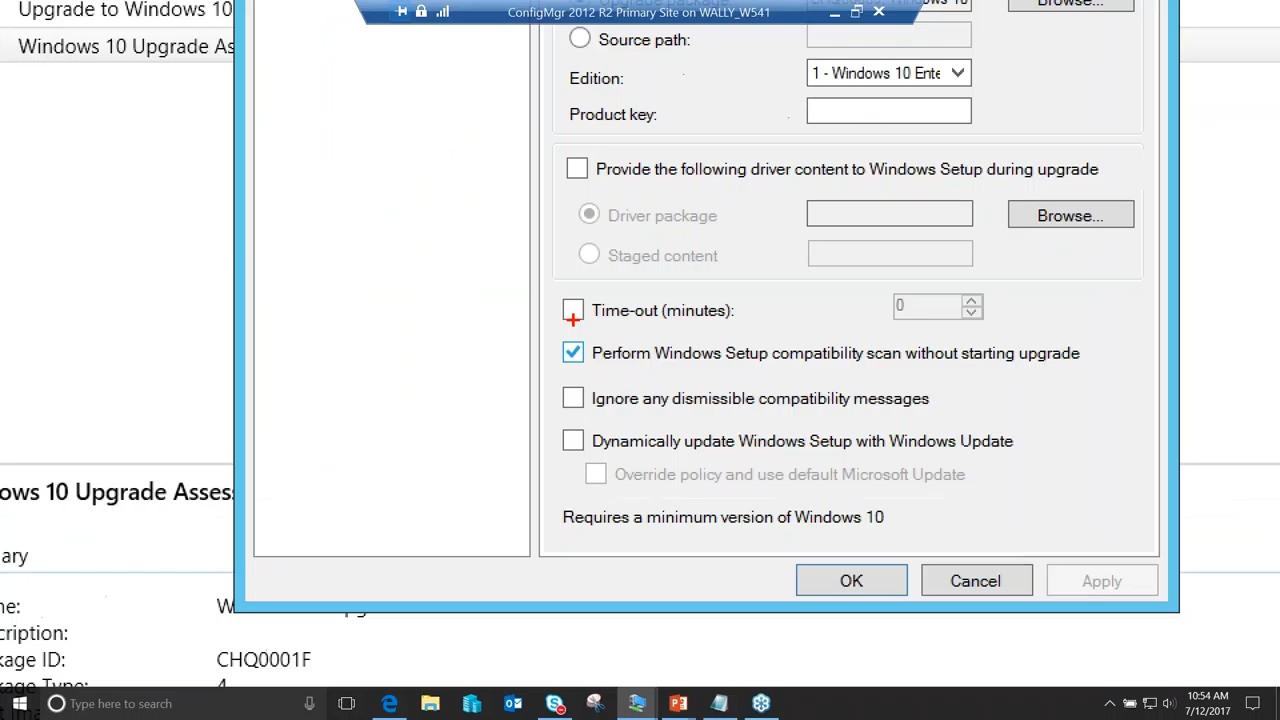 Upgrade to Windows 10
Windows 10 Upgrade As
ConfigMgr 2012 R2 Primary Site on WALLY_W541
Browse...
Source path:
Edition:
1 - Windows 10 Ente
Product key:
Provide the following driver content to Windows Setup during upgrade
Driver package
Browse...
Staged content
Time-out (minutes):
0
Perform Windows Setup compatibility scan without starting upgrade
Ignore any dismissible compatibility messages
Dynamically update Windows Setup with Windows Update
Override policy and use default Microsoft Update
Requires a minimum version of Windows 10
OK
Cancel
Apply
ows 10 Upgrade Asses
ary
me:
W
cription:
kage ID:
CHQ0001F
kage Type:
4
Type here to search
10:54 AM
7/12/2017